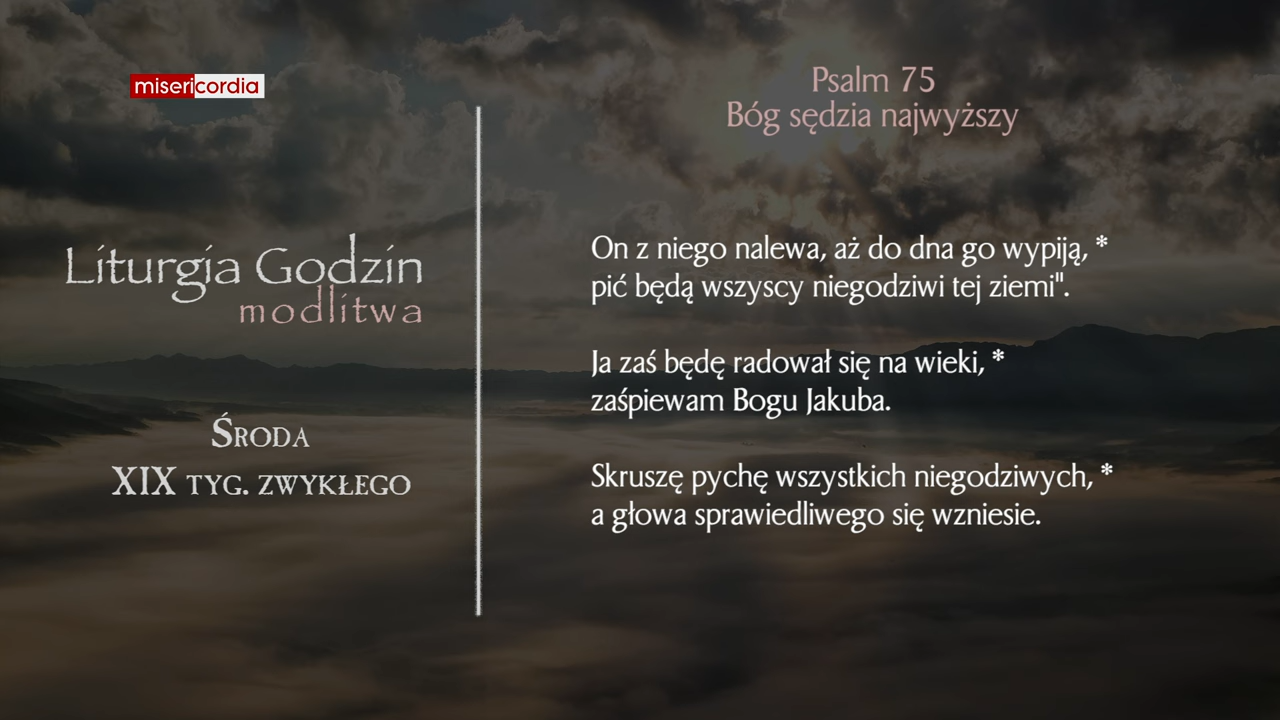 misericordia
Liturgia Godzin
modlitwa
Środa
XIX tyg. zwykłego
Psalm 75
Bóg sędzia najwyższy
On z niego nalewa, aż do dna go wypiją, *
pić będą wszyscy niegodziwi tej ziemi".
Ja zaś będę radował się na wieki, *
zaśpiewam Bogu Jakuba.
Skruszę pychę wszystkich niegodziwych, *
a głowa sprawiedliwego się wzniesie.